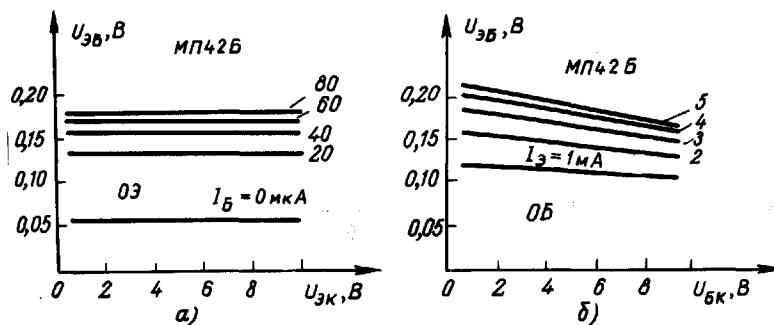 U_ЭБ, В
МП42Б
0,20
0,15
0,10
0,05
0
80
60
40
20
ОЭ
I_Б = 0 мкА
0 2 4 6 8
U_ЭК, В
а)
U_ЭБ, В
МП42Б
0,20
0,15
0,10
0,05
0
5
4
3
2
I_Э = 1 мА
ОБ
0 2 4 6 8
U_БК, В
б)